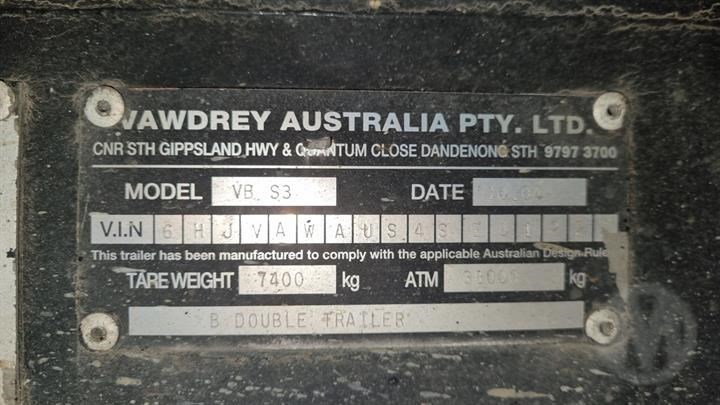 VAWDREY AUSTRALIA PTY. LTD.
CNR STH GIPPSLAND HWY & QUANTUM CLOSE DANDENONG STH 9797 3700
MODEL VB S3 DATE
V.I.N
This trailer has been manufactured to comply with the applicable Australian Design Rule
TARE WEIGHT 7400 kg ATM kg
B DOUBLE TRAILER